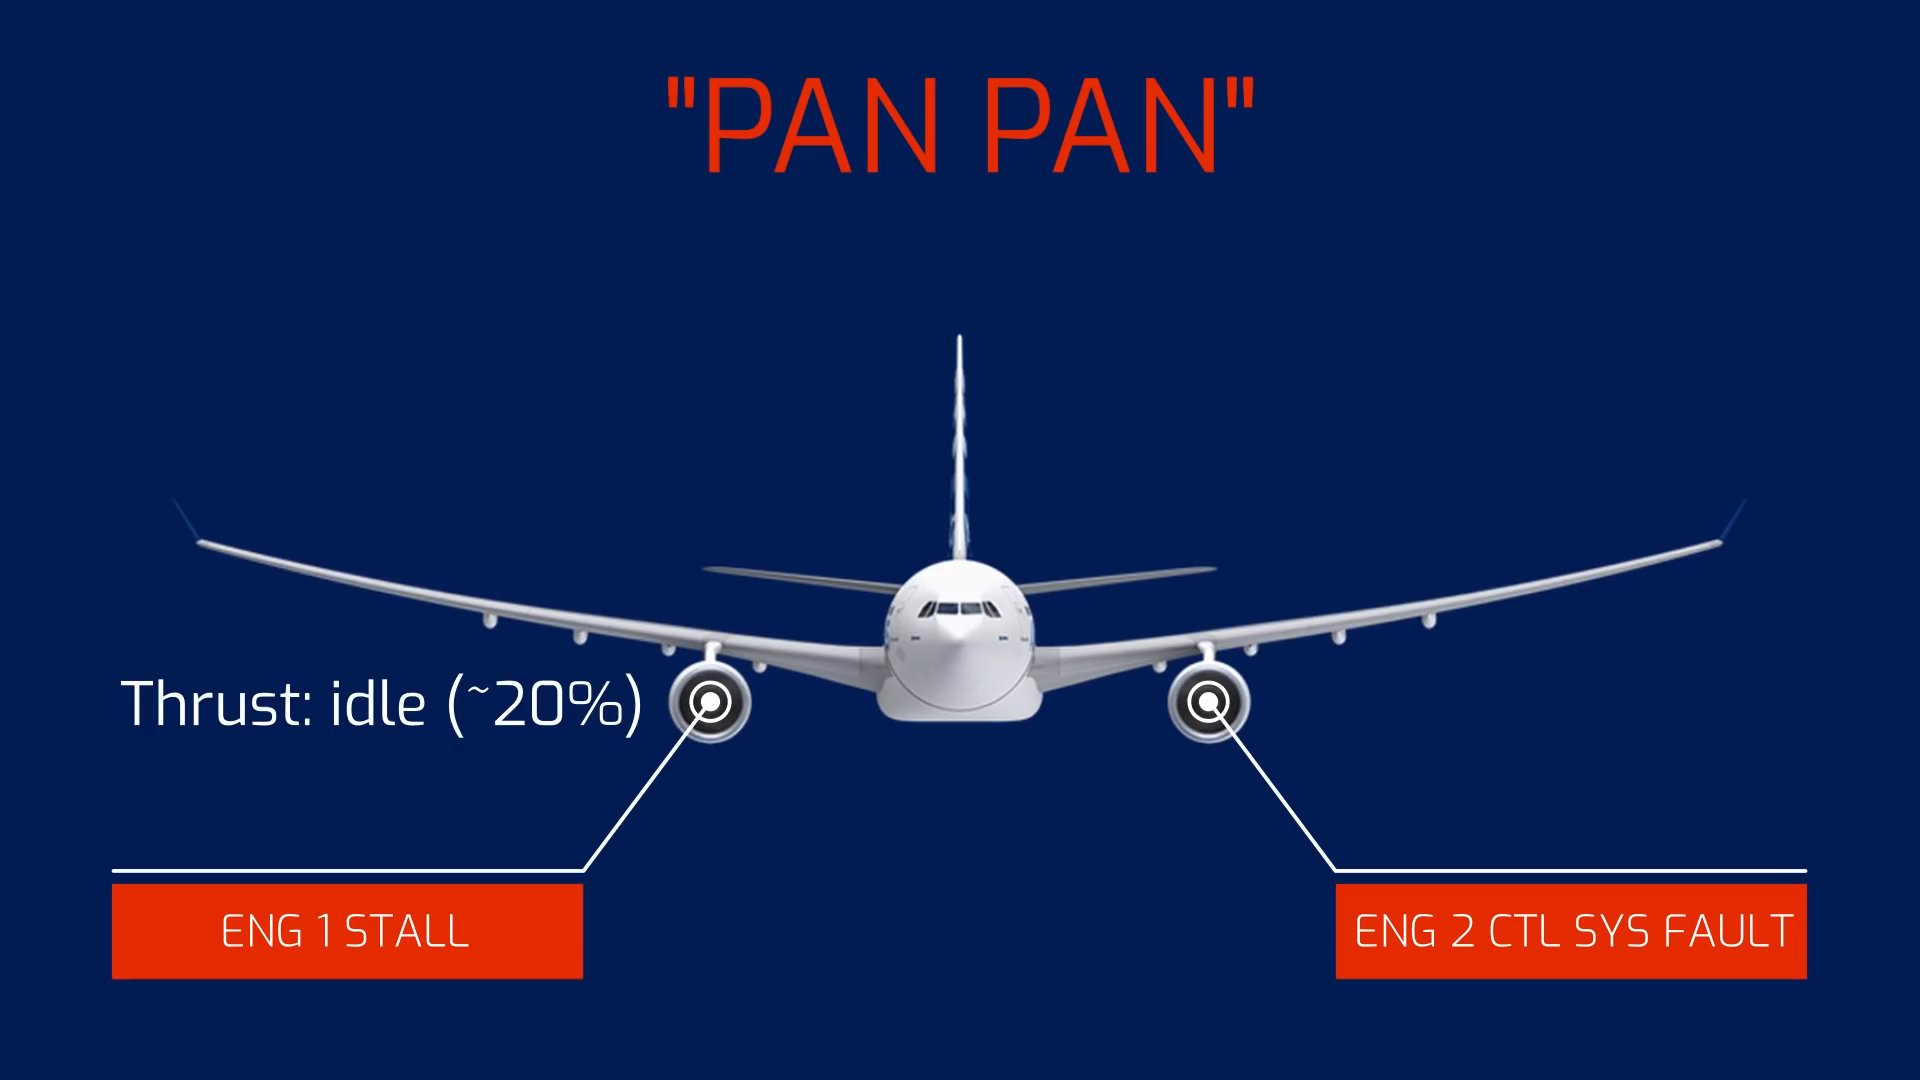 "PAN PAN"
Thrust: idle (~20%)
ENG 1 STALL
ENG 2 CTL SYS FAULT